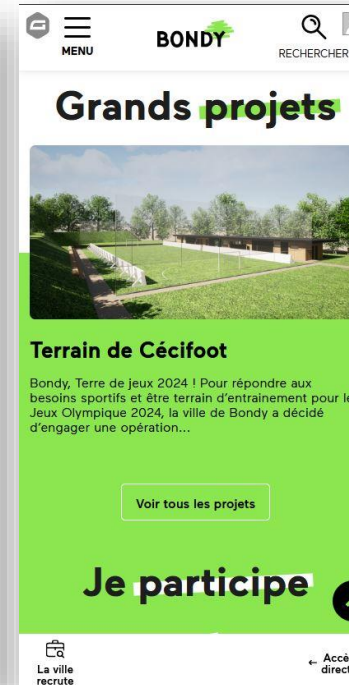 MENU
BONDY
RECHERCHER
Grands projets
Terrain de Cécifoot
Bondy, Terre de jeux 2024 ! Pour répondre aux
besoins sportifs et être terrain d'entrainement pour le
Jeux Olympique 2024, la ville de Bondy a décidé
d'engager une opération...
Voir tous les projets
Je participe
La ville
recrute
← Accè
direct